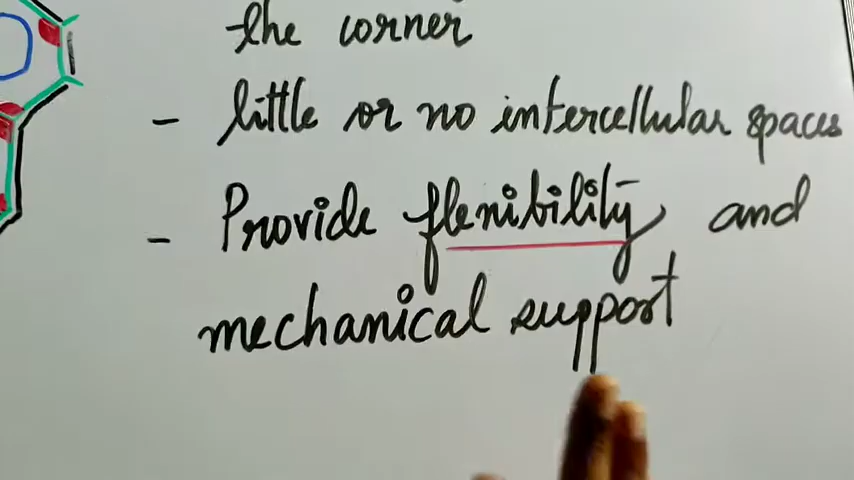 the corner
- little or no intercellular spaces
- Provide flexibility and
mechanical support